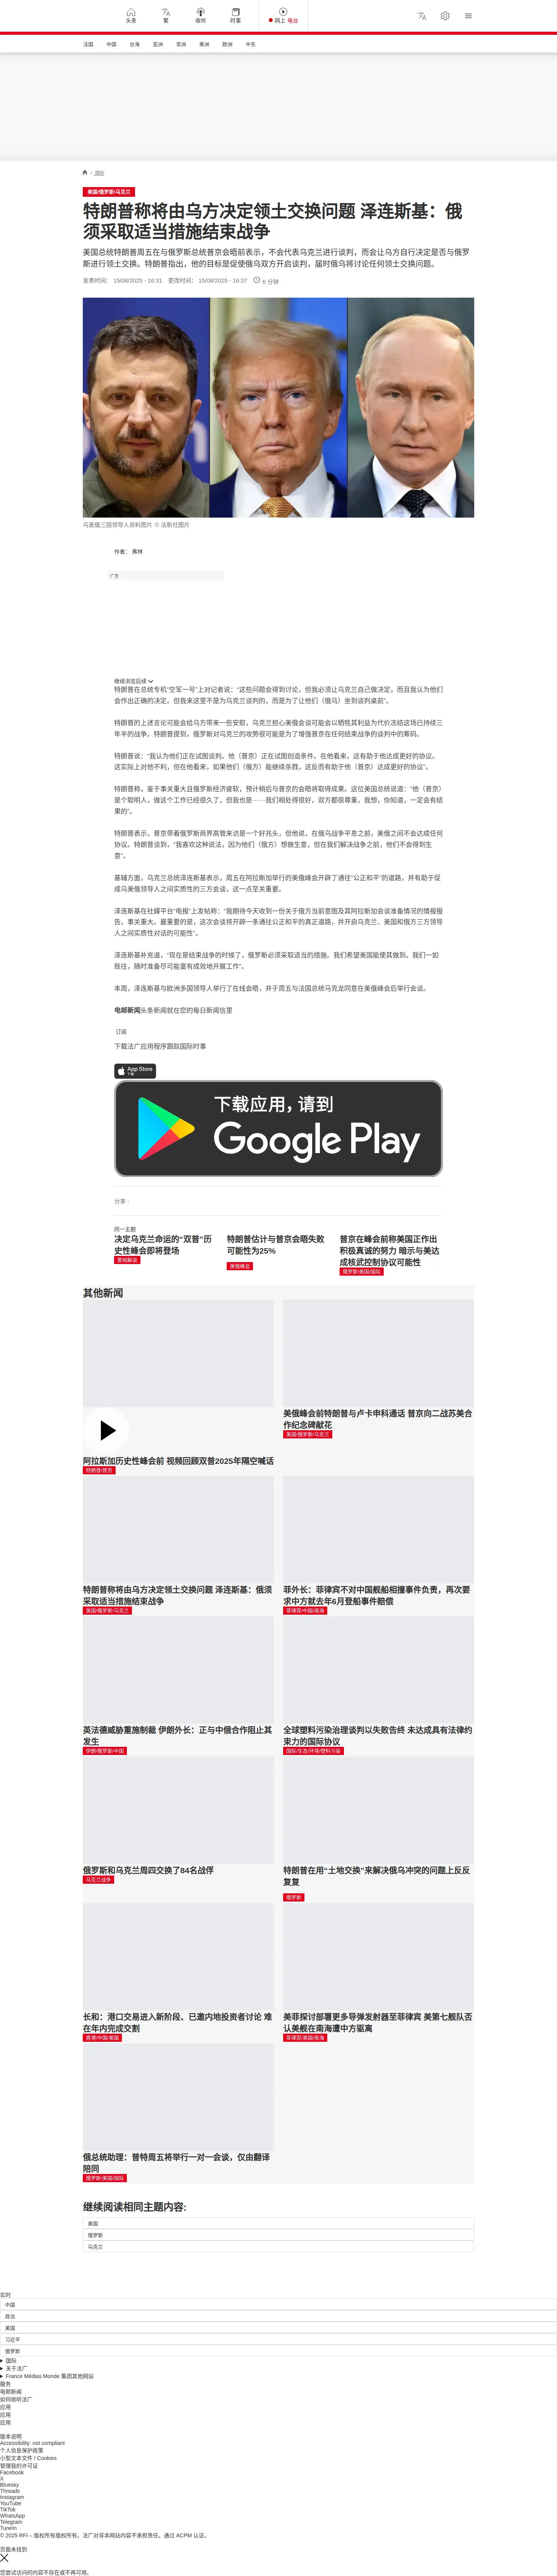 头条
繁
收听
时事
网上 电台
法国 中国 台海 亚洲 非洲 美洲 欧洲 中东
/ 国际
美国/俄罗斯/乌克兰
特朗普称将由乌方决定领土交换问题 泽连斯基：俄
须采取适当措施结束战争
美国总统特朗普周五在与俄罗斯总统普京会晤前表示，不会代表乌克兰进行谈判，而会让乌方自行决定是否与俄罗
斯进行领土交换。特朗普指出，他的目标是促使俄乌双方开启谈判，届时俄乌将讨论任何领土交换问题。
发表时间： 15/08/2025 - 16:31 更改时间： 15/08/2025 - 16:37 6 分钟
乌美俄三国领导人资料图片 © 法新社图片
作者： 弗林
广告
继续浏览后续
特朗普在总统专机“空军一号”上对记者说：“这些问题会得到讨论，但我必须让乌克兰自己做决定，而且我认为他们
会作出正确的决定。但我来这里不是为乌克兰谈判的，而是为了让他们（俄乌）坐到谈判桌前”。
特朗普的上述言论可能会给乌方带来一些安慰，乌克兰担心美俄会谈可能会以牺牲其利益为代价冻结这场已持续三
年半的战争。特朗普提到，俄罗斯对乌克兰的攻势很可能是为了增强普京在任何结束战争的谈判中的筹码。
特朗普说：“我认为他们正在试图谈判。他（普京）正在试图创造条件。在他看来，这有助于他达成更好的协议。
这实际上对他不利，但在他看来，如果他们（俄方）能继续杀戮，这反而有助于他（普京）达成更好的协议”。
特朗普称，鉴于事关重大且俄罗斯经济疲软，预计稍后与普京的会晤将取得成果。这位美国总统说道：“他（普京）
是个聪明人，做这个工作已经很久了，但我也是······我们相处得很好，双方都很尊重，我想，你知道，一定会有结
果的”。
特朗普表示，普京带着俄罗斯商界高管来访是一个好兆头，但他说，在俄乌战争平息之前，美俄之间不会达成任何
协议。特朗普谈到，“我喜欢这种说法，因为他们（俄方）想做生意，但在我们解决战争之前，他们不会得到生
意”。
基辅方面，乌克兰总统泽连斯基表示，周五在阿拉斯加举行的美俄峰会开辟了通往“公正和平”的道路，并有助于促
成乌美俄领导人之间实质性的三方会谈，这一点至关重要。
泽连斯基在社媒平台“电报”上发帖称：“我期待今天收到一份关于俄方当前意图及其阿拉斯加会谈准备情况的情报报
告。事关重大。最重要的是，这次会谈将开辟一条通往公正和平的真正道路，并开启乌克兰、美国和俄方三方领导
人之间实质性对话的可能性”。
泽连斯基补充道，“现在是结束战争的时候了，俄罗斯必须采取适当的措施。我们希望美国能使其做到。我们一如
既往，随时准备尽可能富有成效地开展工作”。
本周，泽连斯基与欧洲多国领导人举行了在线会晤，并于周五与法国总统马克龙同意在美俄峰会后举行会谈。
电邮新闻头条新闻就在您的每日新闻信里
订阅
下载法广应用程序跟踪国际时事
App Store
下载
下载应用，请到
Google Play
分享 :
同一主题
决定乌克兰命运的“双普”历
史性峰会即将登场
要闻解说
特朗普估计与普京会晤失败
可能性为25%
美俄峰会
普京在峰会前称美国正作出
积极真诚的努力 暗示与美达
成核武控制协议可能性
俄罗斯/美国/国际
其他新闻
阿拉斯加历史性峰会前 视频回顾双普2025年隔空喊话
特朗普/普京
美俄峰会前特朗普与卢卡申科通话 普京向二战苏美合
作纪念碑献花
美国/俄罗斯/乌克兰
特朗普称将由乌方决定领土交换问题 泽连斯基：俄须
采取适当措施结束战争
美国/俄罗斯/乌克兰
菲外长：菲律宾不对中国舰船相撞事件负责，再次要
求中方就去年6月登船事件赔偿
菲律宾/中国/南海
英法德威胁重施制裁 伊朗外长：正与中俄合作阻止其
发生
伊朗/俄罗斯/中国
全球塑料污染治理谈判以失败告终 未达成具有法律约
束力的国际协议
国际/生态/环境/塑料污染
俄罗斯和乌克兰周四交换了84名战俘
乌克兰战争
特朗普在用“土地交换”来解决俄乌冲突的问题上反反
复复
俄罗斯
长和：港口交易进入新阶段、已邀内地投资者讨论 难
在年内完成交割
香港/中国/美国
美菲探讨部署更多导弹发射器至菲律宾 美第七舰队否
认美舰在南海遭中方驱离
菲律宾/美国/南海
俄总统助理：普特周五将举行一对一会谈，仅由翻译
陪同
俄罗斯/美国/国际
继续阅读相同主题内容:
美国
俄罗斯
乌克兰
实时
中国
政治
美国
习近平
俄罗斯
国际
关于法广
France Médias Monde 集团其他网站
服务
电邮新闻
如何收听法广
应用
应用
应用
版本说明
Accessibility: not compliant
个人信息保护政策
小型文本文件 / Cookies
管理我的许可证
Facebook
X
Bluesky
Threads
Instagram
YouTube
TikTok
WhatsApp
Telegram
TuneIn
© 2025 RFI – 版权所有版权所有。法广对非本网站内容不承担责任。通过 ACPM 认证。
页面未找到
您尝试访问的内容不存在或不再可用。